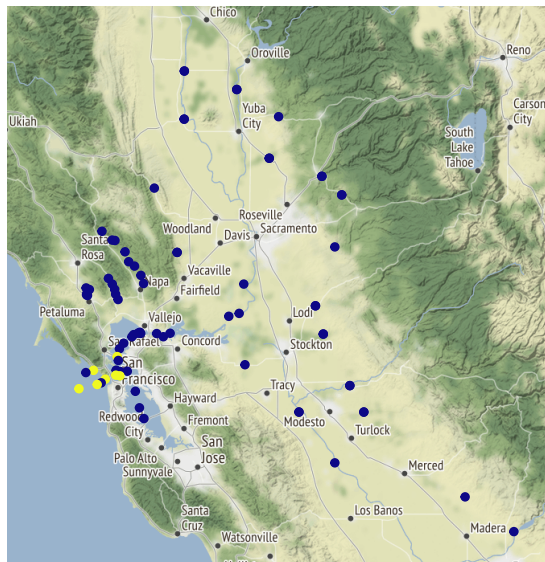 Chico
Oroville
Reno
Yuba
City
Carson
City
Ukiah
South
Lake
Tahoe
Roseville
Woodland
Sacramento
Davis
Santa
Rosa
Vacaville
Napa
Fairfield
Petaluma
Vallejo
Lodi
San Rafael
Concord
Stockton
San
Francisco
Tracy
Hayward
Modesto
Redwood
City
Fremont
Turlock
San
Jose
Palo Alto
Sunnyvale
Merced
Santa
Cruz
Los Banos
Madera
Watsonville